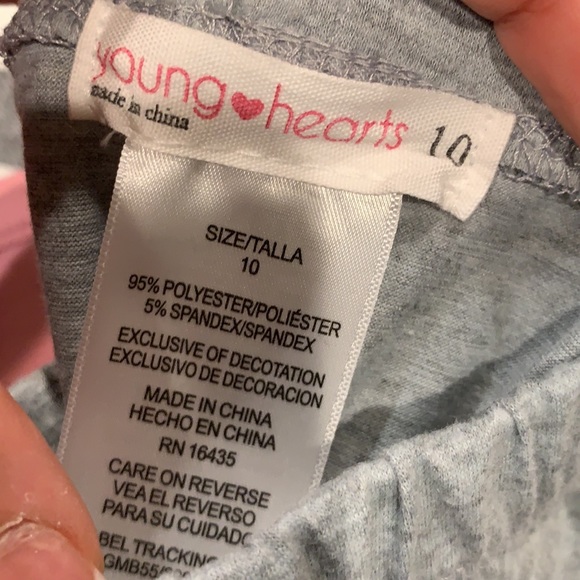 young hearts 10
made in china
SIZE/TALLA
10
95% POLYESTER/POLIÉSTER
5% SPANDEX/SPANDEX
EXCLUSIVE OF DECOTATION
EXCLUSIVO DE DECORACION
MADE IN CHINA
HECHO EN CHINA
RN 16435
CARE ON REVERSE
VEA EL REVERSO
PARA SU CUIDADO
BEL TRACKING